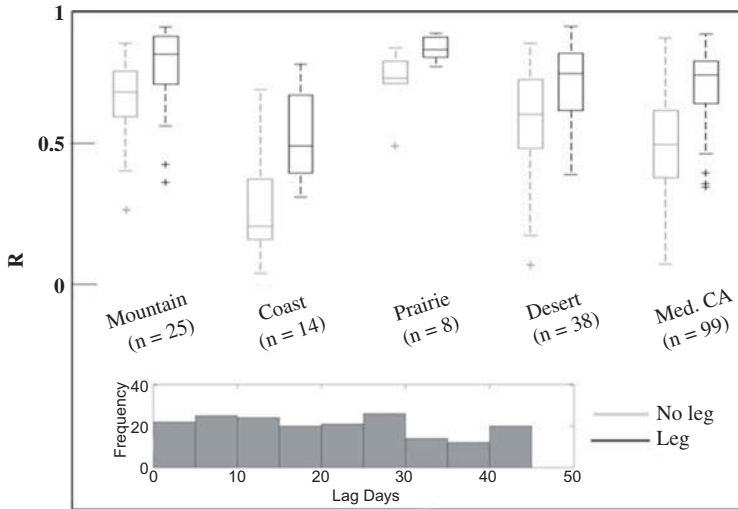 1
0.5
R
0
Mountain
(n = 25)
Coast
(n = 14)
Prairie
(n = 8)
Desert
(n = 38)
Med. CA
(n = 99)
40
20
0
Frequency
0 10 20 30 40 50
Lag Days
No leg
Leg